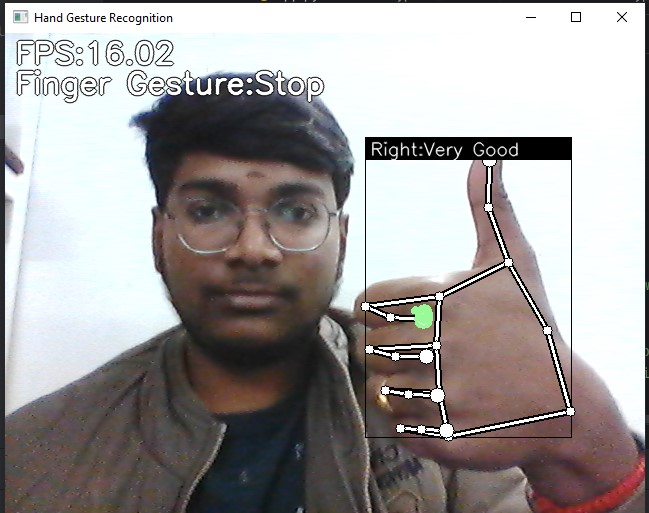 Hand Gesture Recognition
FPS:16.02
Finger Gesture:Stop
Right:Very Good